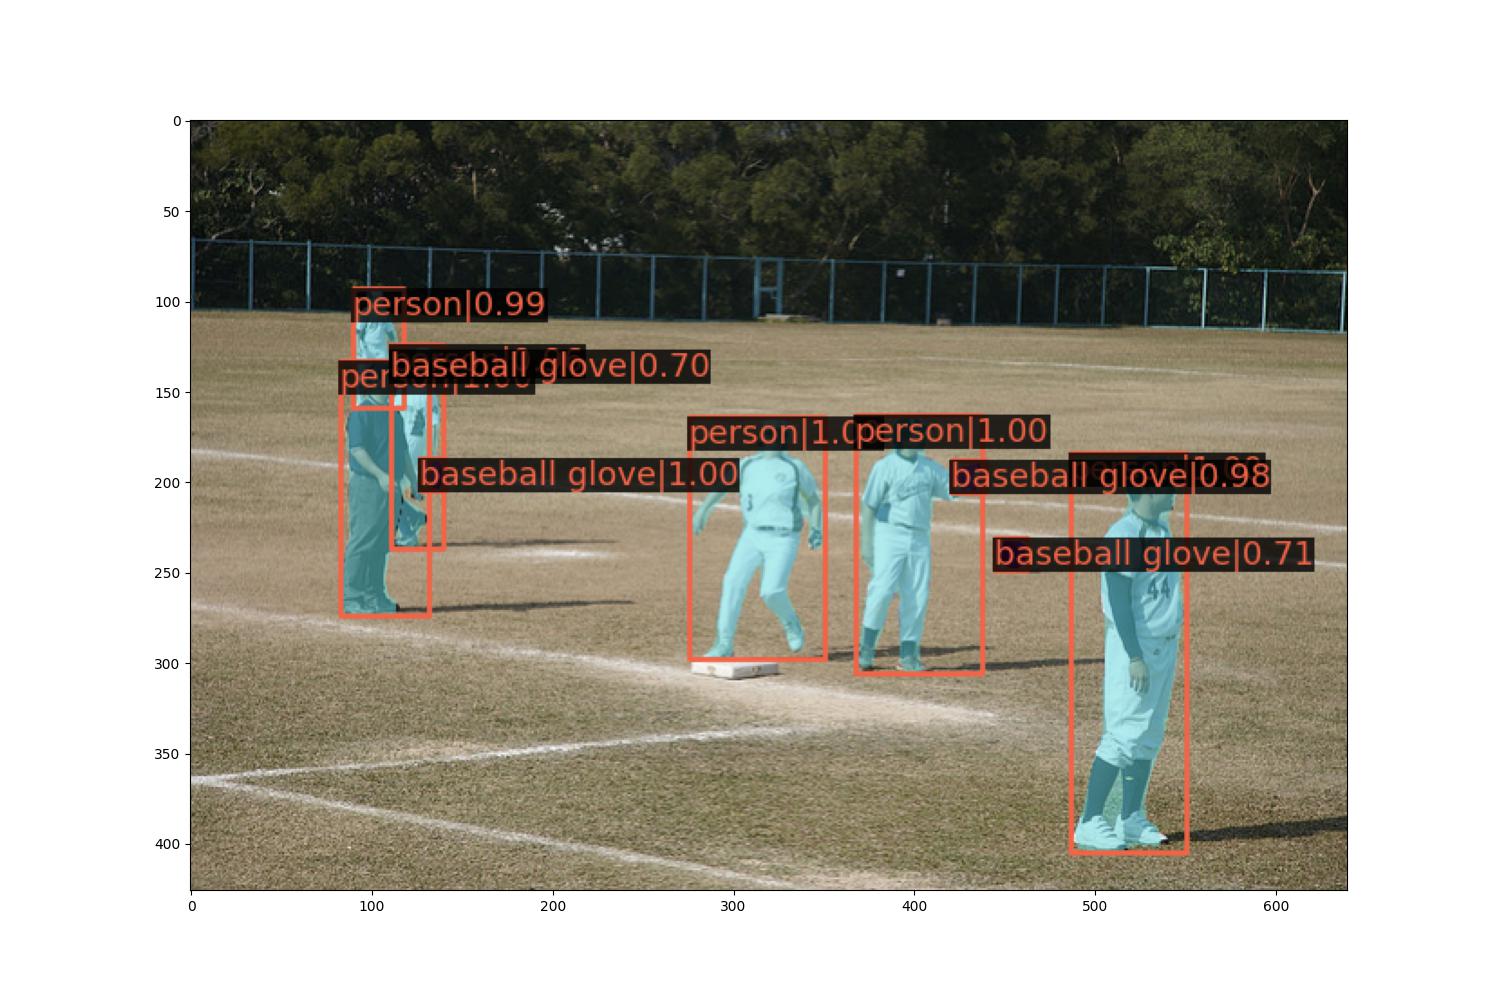 0
50
100
person|0.99
baseball glove|0.70
150
person|1.00
person|1.0
person|1.00
baseball glove|1.00
baseball glove|0.98
200
baseball glove|0.71
250
44
300
350
400
0 100 200 300 400 500 600